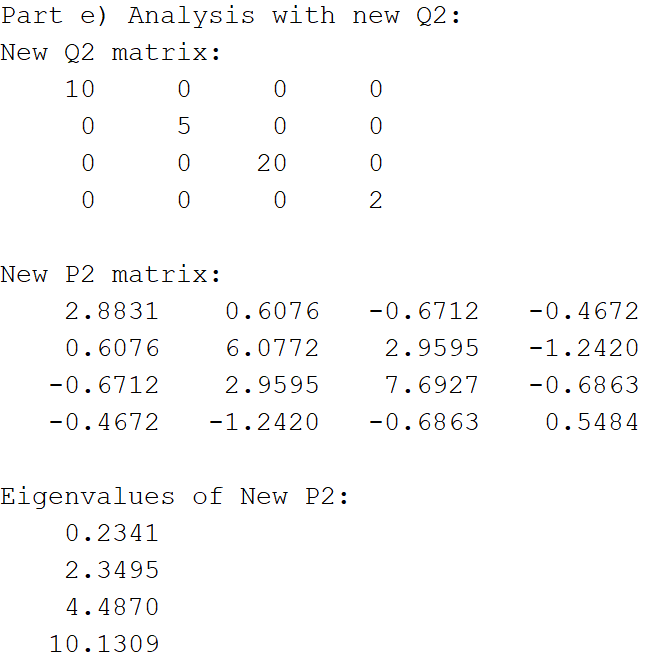 Part e) Analysis with new Q2:
New Q2 matrix:
10 0 0 0
0 5 0 0
0 0 20 0
0 0 0 2
New P2 matrix:
2.8831 0.6076 -0.6712 -0.4672
0.6076 6.0772 2.9595 -1.2420
-0.6712 2.9595 7.6927 -0.6863
-0.4672 -1.2420 -0.6863 0.5484
Eigenvalues of New P2:
0.2341
2.3495
4.4870
10.1309